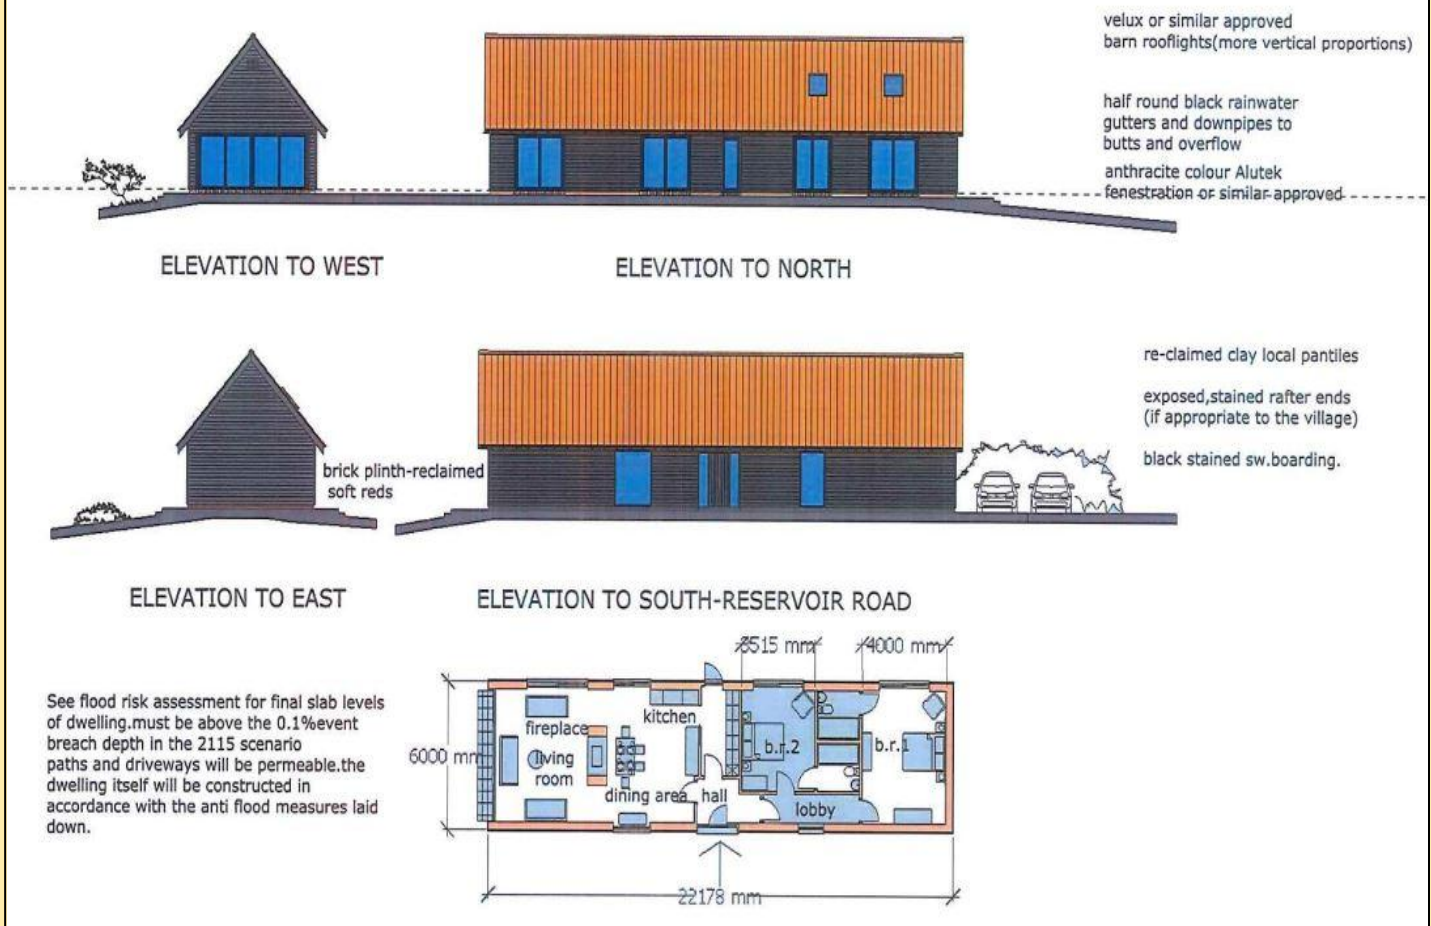 velux or similar approved
barn rooflights(more vertical proportions)
half round black rainwater
gutters and downpipes to
butts and overflow
anthracite colour Alutek
fenestration or similar approved
ELEVATION TO WEST
ELEVATION TO NORTH
re-claimed clay local pantiles
exposed,stained rafter ends
(if appropriate to the village)
black stained sw.boarding.
brick plinth-reclaimed
soft reds
ELEVATION TO EAST
ELEVATION TO SOUTH-RESERVOIR ROAD
See flood risk assessment for final slab levels
of dwelling.must be above the 0.1%event
breach depth in the 2115 scenario
paths and driveways will be permeable.the
dwelling itself will be constructed in
accordance with the anti flood measures laid
down.
3515 mm
4000 mm
6000 mm
kitchen
fireplace
living
room
dining area
hall
b.r.2
b.r.1
lobby
22178 mm